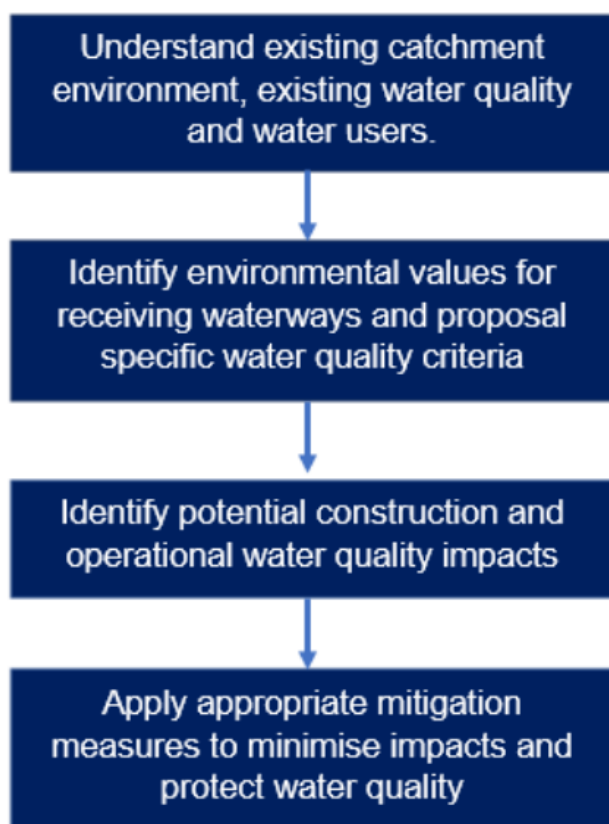 Understand existing catchment
environment, existing water quality
and water users.
Identify environmental values for
receiving waterways and proposal
specific water quality criteria
Identify potential construction and
operational water quality impacts
Apply appropriate mitigation
measures to minimise impacts and
protect water quality